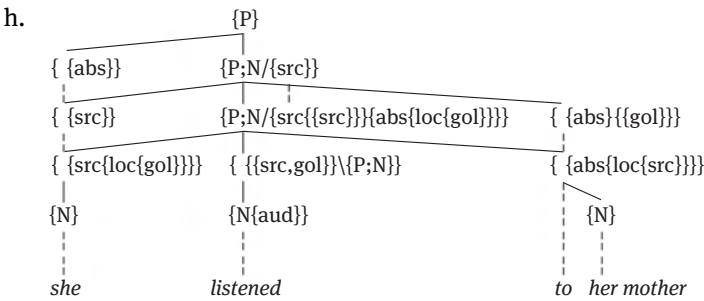 h. {P}
{ {abs}} {P;N/{src}}
{ {src}} {P;N/{src{{src}}}{abs{loc{gol}}}} { {abs}{{gol}}}
{ {src{loc{gol}}}} { {{src,gol}}\{P;N}} { {abs{loc{src}}}}
{N} {N{aud}} {N}
she listened to her mother